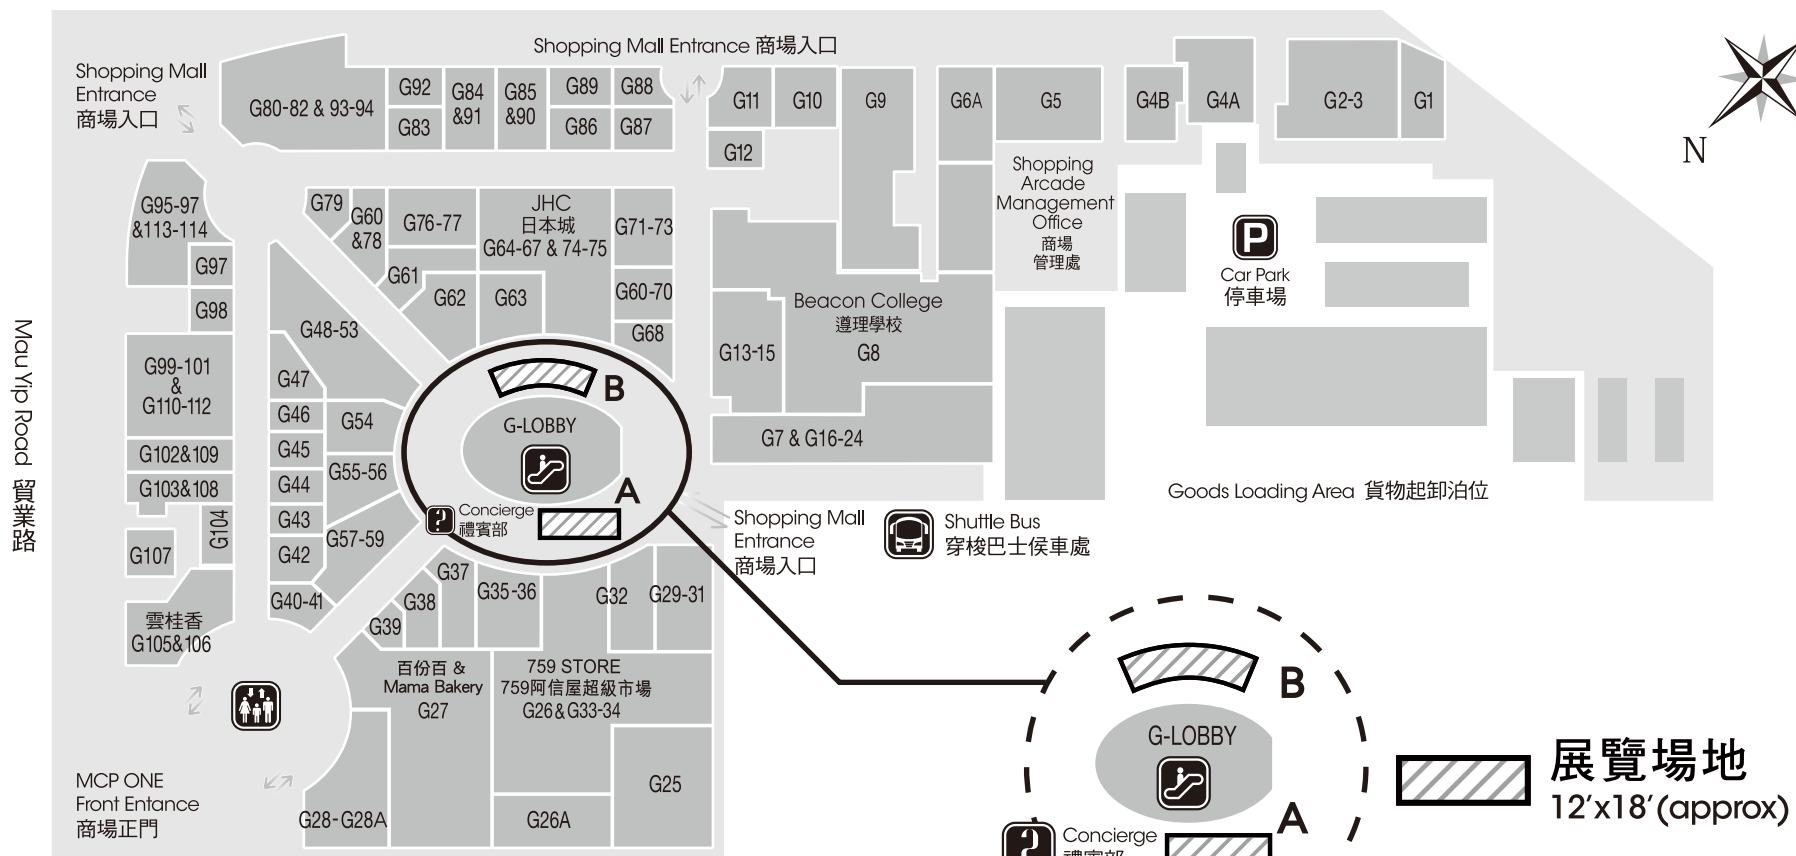 Shopping Mall Entrance 商場入口
Shopping Mall
Entrance
商場入口
G80-82 & 93-94
G92
G83
G84
&91
G85
&90
G89
G86
G88
G87
G11
G10
G12
G9
G6A
G5
G4B
G4A
G2-3
G1
N
Shopping
Arcade
Management
Office
商場
管理處
P
Car Park
停車場
G95-97
&113-114
G97
G98
G79
G60
&78
G76-77
G61
G62
G63
JHC
日本城
G64-67 & 74-75
G71-73
G60-70
G68
Beacon College
遵理學校
G8
G13-15
G7 & G16-24
Mau Yip Road 貿業路
G99-101
&
G110-112
G102&109
G103&108
G104
G107
雲桂香
G105&106
G48-53
G47
G46
G45
G44
G43
G42
G40-41
G54
G55-56
G57-59
B
G-LOBBY
A
Concierge
禮賓部
Shopping Mall
Entrance
商場入口
Shuttle Bus
穿梭巴士侯車處
Goods Loading Area 貨物起卸泊位
G39
G38
G37
G35-36
G32
G29-31
百份百 &
Mama Bakery
G27
759 STORE
759阿信屋超級市場
G26&G33-34
G25
G26A
G28-G28A
MCP ONE
Front Entance
商場正門
B
G-LOBBY
A
Concierge
禮賓部
展覽場地
12'x18' (approx)